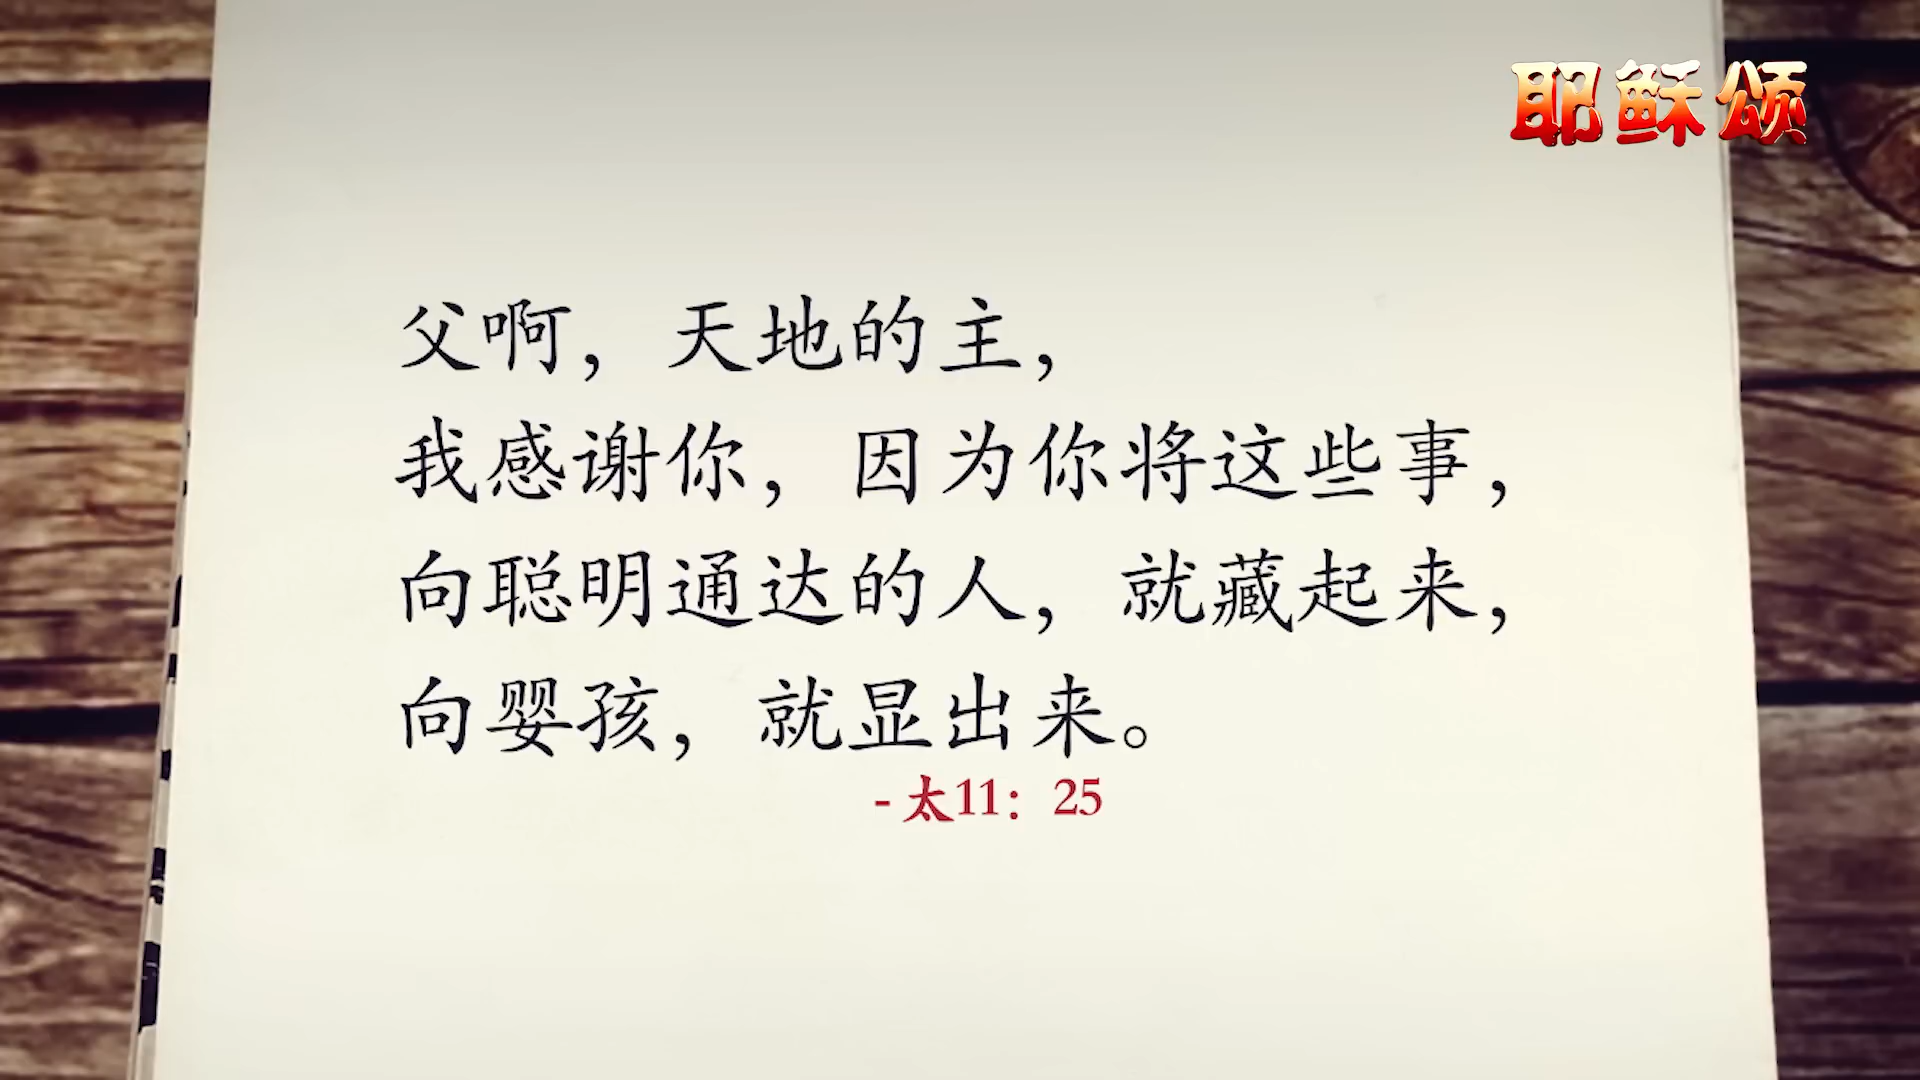 耶稣颂
父啊，天地的主，
我感谢你，因为你将这些事，
向聪明通达的人，就藏起来，
向婴孩，就显出来。
- 太11：25